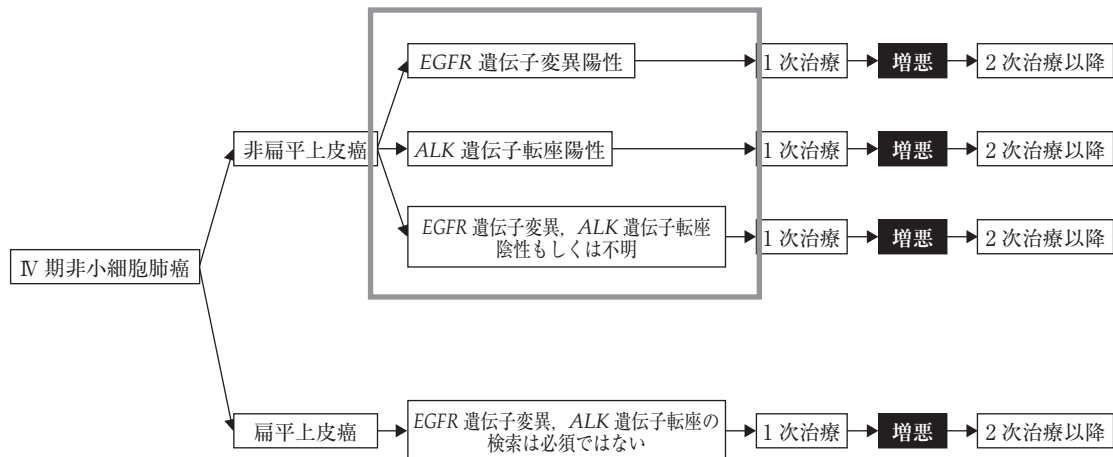 EGFR 遺伝子変異陽性
1 次治療
増悪
2 次治療以降
非扁平上皮癌
ALK 遺伝子転座陽性
1 次治療
増悪
2 次治療以降
EGFR 遺伝子変異，ALK 遺伝子転座
陰性もしくは不明
1 次治療
増悪
2 次治療以降
Ⅳ 期非小細胞肺癌
扁平上皮癌
EGFR 遺伝子変異，ALK 遺伝子転座の
検索は必須ではない
1 次治療
増悪
2 次治療以降